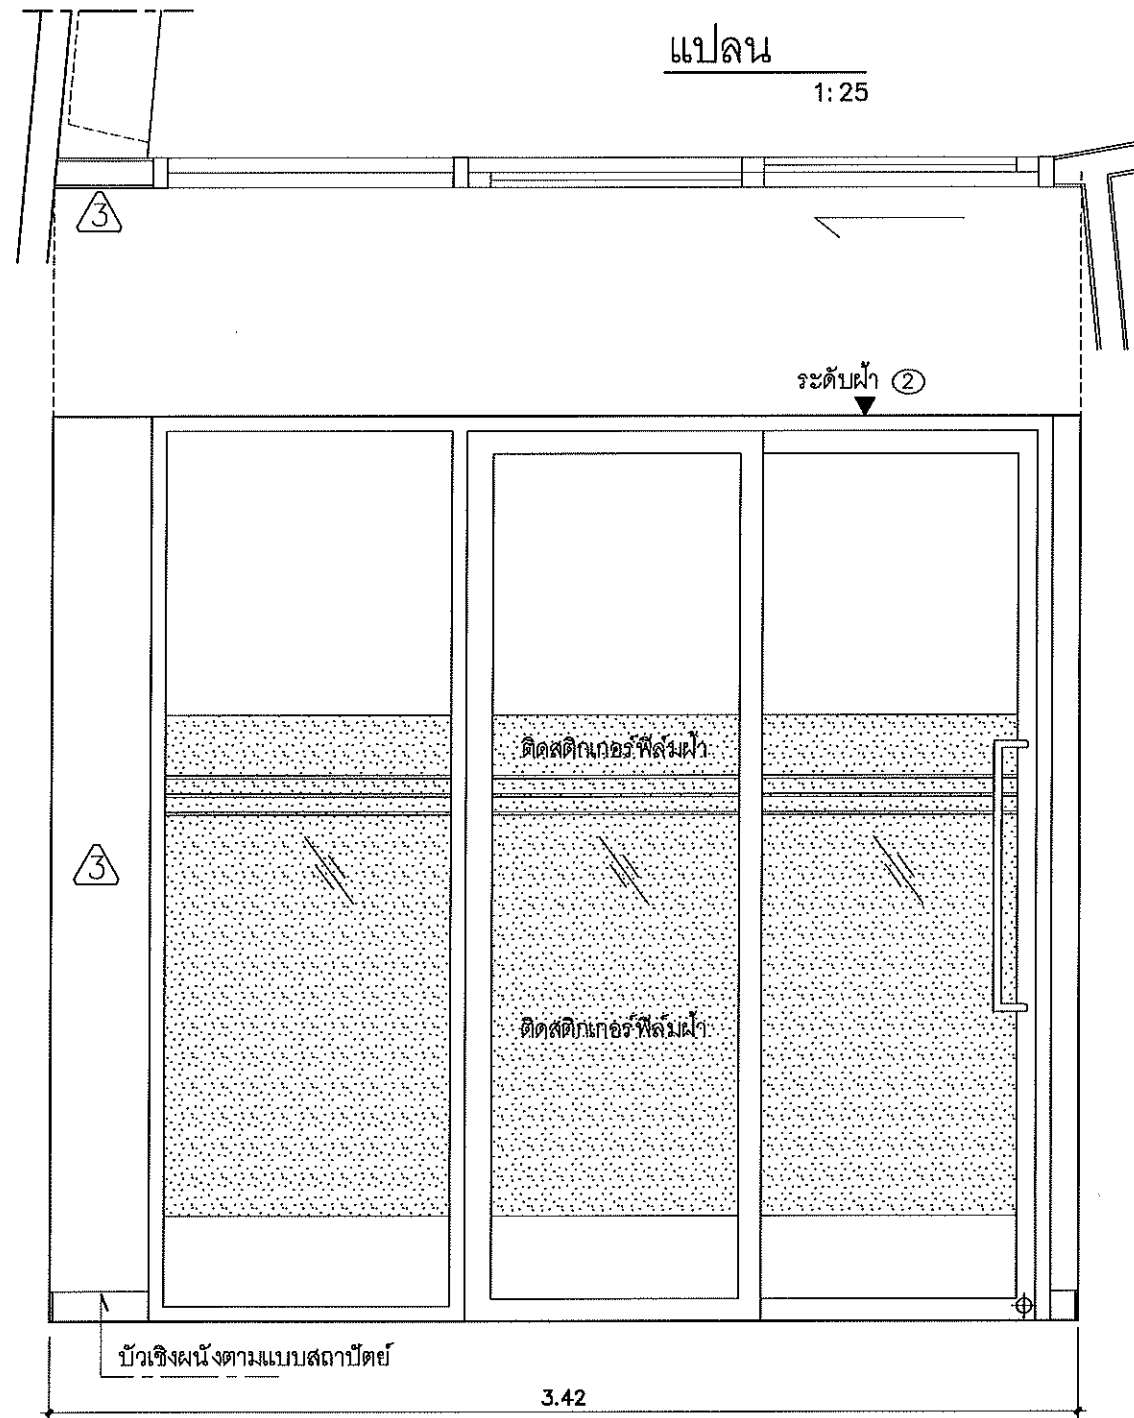 แปลน
1:25
3
ระดับฝ้า 2
ติดสติกเกอร์ฟิล์มฝ้า
3
ติดสติกเกอร์ฟิล์มฝ้า
บัวเชิงผนังตามแบบสถาปัตย์
3.42